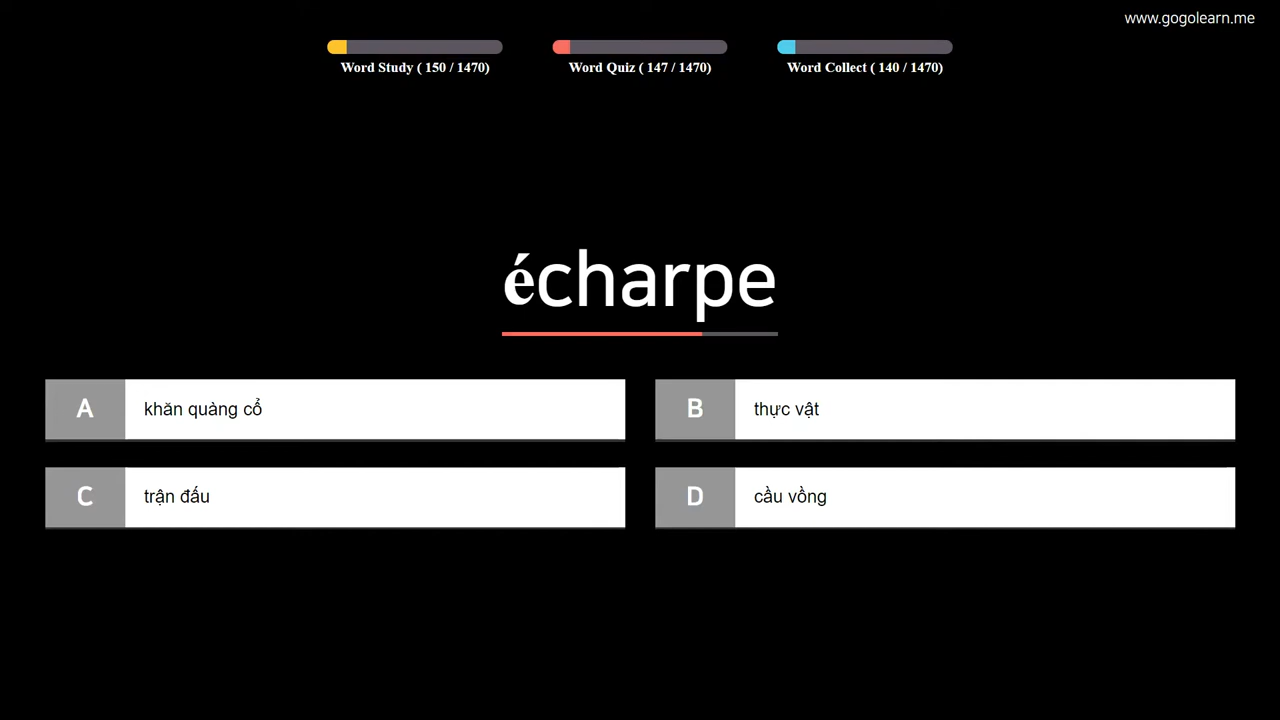 www.gogolearn.me
Word Study ( 150 / 1470)
Word Quiz ( 147 / 1470)
Word Collect ( 140 / 1470)
écharpe
A khăn quàng cổ
B thực vật
C trận đấu
D cầu vồng